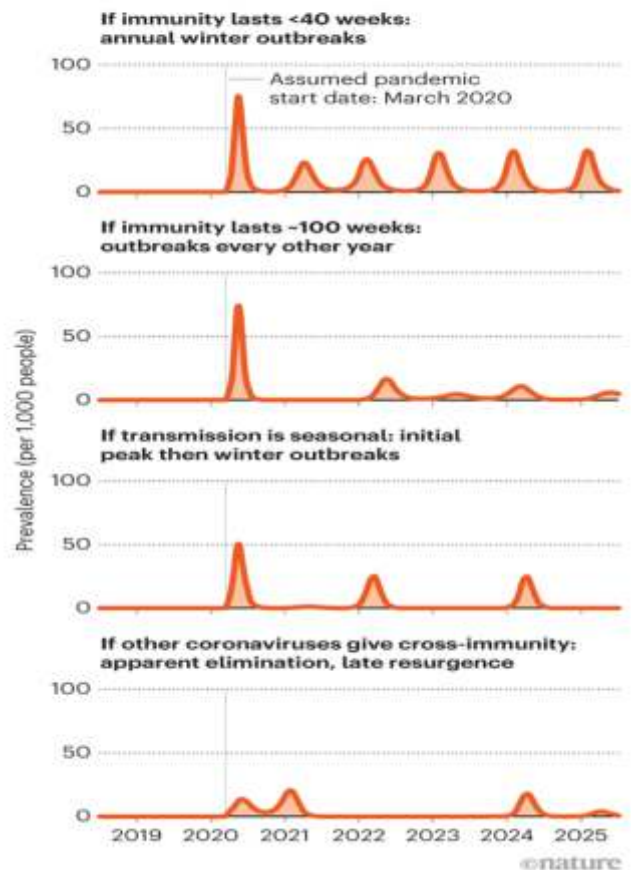 If immunity lasts <40 weeks:
annual winter outbreaks
100
Assumed pandemic
start date: March 2020
50
0
If immunity lasts ~100 weeks:
outbreaks every other year
100
50
0
Prevalence (per 1,000 people)
If transmission is seasonal: initial
peak then winter outbreaks
100
50
0
If other coronaviruses give cross-immunity:
apparent elimination, late resurgence
100
50
0
2019 2020 2021 2022 2023 2024 2025
©nature